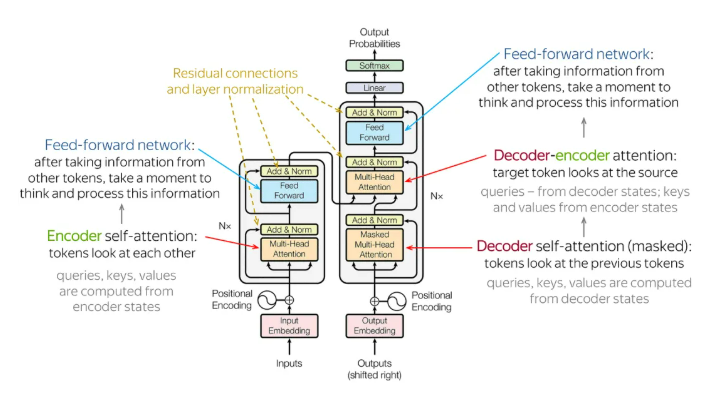 Output
Probabilities
Softmax
Linear
Add & Norm
Feed
Forward
Add & Norm
Multi-Head
Attention
Add & Norm
Masked
Multi-Head
Attention
N×
Positional
Encoding
Output
Embedding
Outputs
(shifted right)
Residual connections
and layer normalization
Feed-forward network:
after taking information from
other tokens, take a moment to
think and process this information
Encoder self-attention:
tokens look at each other
queries, keys, values
are computed from
encoder states
Add & Norm
Feed
Forward
N×
Add & Norm
Multi-Head
Attention
Positional
Encoding
Input
Embedding
Inputs
Feed-forward network:
after taking information from
other tokens, take a moment to
think and process this information
Decoder-encoder attention:
target token looks at the source
queries – from decoder states; keys
and values from encoder states
Decoder self-attention (masked):
tokens look at the previous tokens
queries, keys, values are computed
from decoder states